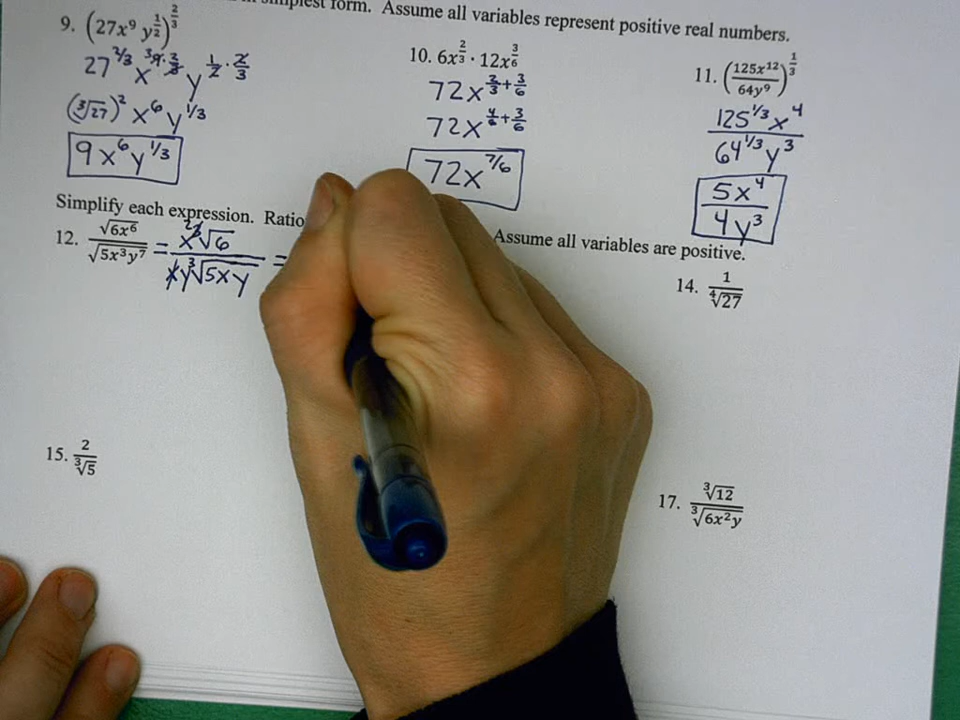 simplest form. Assume all variables represent positive real numbers.
9. (27x⁹ y^(1/2))^(2/3)
27^(2/3) x^(³9·2/3) y^(1/2·2/3)
(∛27)² x⁶ y^(1/3)
9x⁶y^(1/3)
10. 6x^(2/3) · 12x^(3/6)
72x^(2/3+3/6)
72x^(4/6+3/6)
72x^(7/6)
11. (125x¹²/64y⁹)^(1/3)
125^(1/3)x⁴/64^(1/3)y³
5x⁴/4y³
Simplify each expression. Assume all variables are positive.
12. √6x⁶/√5x³y⁷ = x√6/xy³√5xy =
14. 1/∜27
15. 2/∛5
17. ∛12/∛6x²y